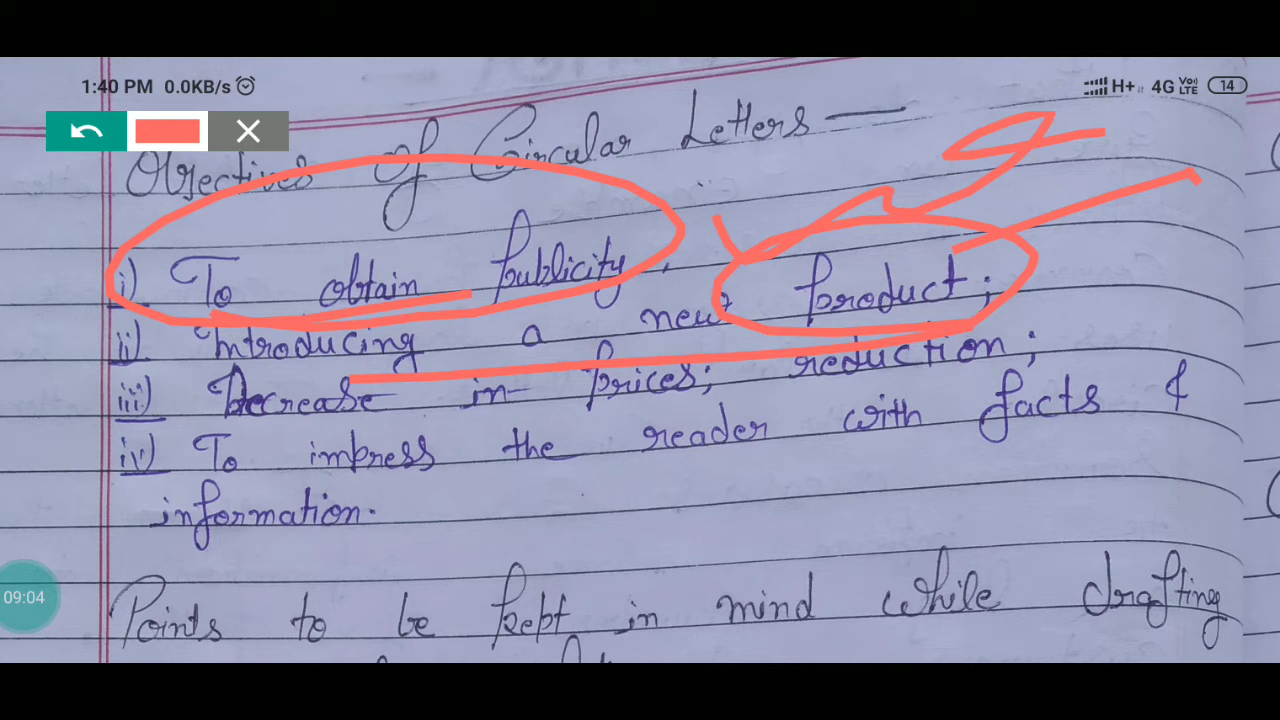 1:40 PM 0.0KB/s H+ 4G VoI) LTE 14
Objectives of Circular Letters —
i) To obtain Publicity,
ii) Introducing a new product;
iii) Decrease in prices; reduction;
iv) To impress the reader with facts &
information.
09:04
Points to be kept in mind while drafting